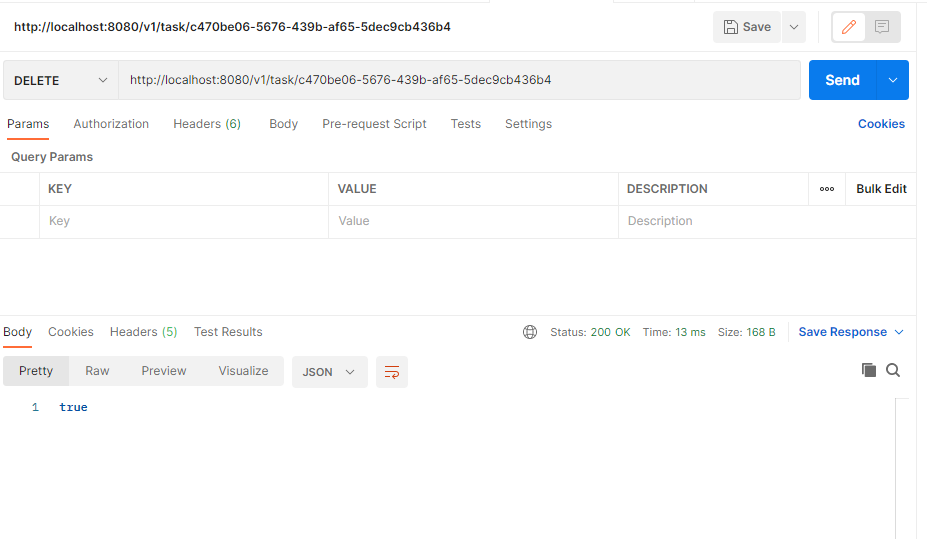 http://localhost:8080/v1/task/c470be06-5676-439b-af65-5dec9cb436b4 Save
DELETE http://localhost:8080/v1/task/c470be06-5676-439b-af65-5dec9cb436b4 Send
Params Authorization Headers (6) Body Pre-request Script Tests Settings Cookies
Query Params
KEY VALUE DESCRIPTION ooo Bulk Edit
Key Value Description
Body Cookies Headers (5) Test Results Status: 200 OK Time: 13 ms Size: 168 B Save Response
Pretty Raw Preview Visualize JSON
1 true